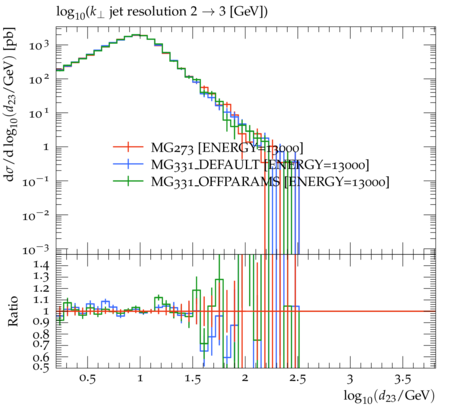 log10(k⊥ jet resolution 2 → 3 [GeV])
dσ/d log10(d23/GeV) [pb]
10³
10²
10¹
1
10⁻¹
10⁻²
10⁻³
MG273 [ENERGY=13000]
MG331_DEFAULT [ENERGY=13000]
MG331_OFFPARAMS [ENERGY=13000]
Ratio
1.4
1.3
1.2
1.1
1
0.9
0.8
0.7
0.6
0.5
0.5 1 1.5 2 2.5 3 3.5
log10(d23/GeV)